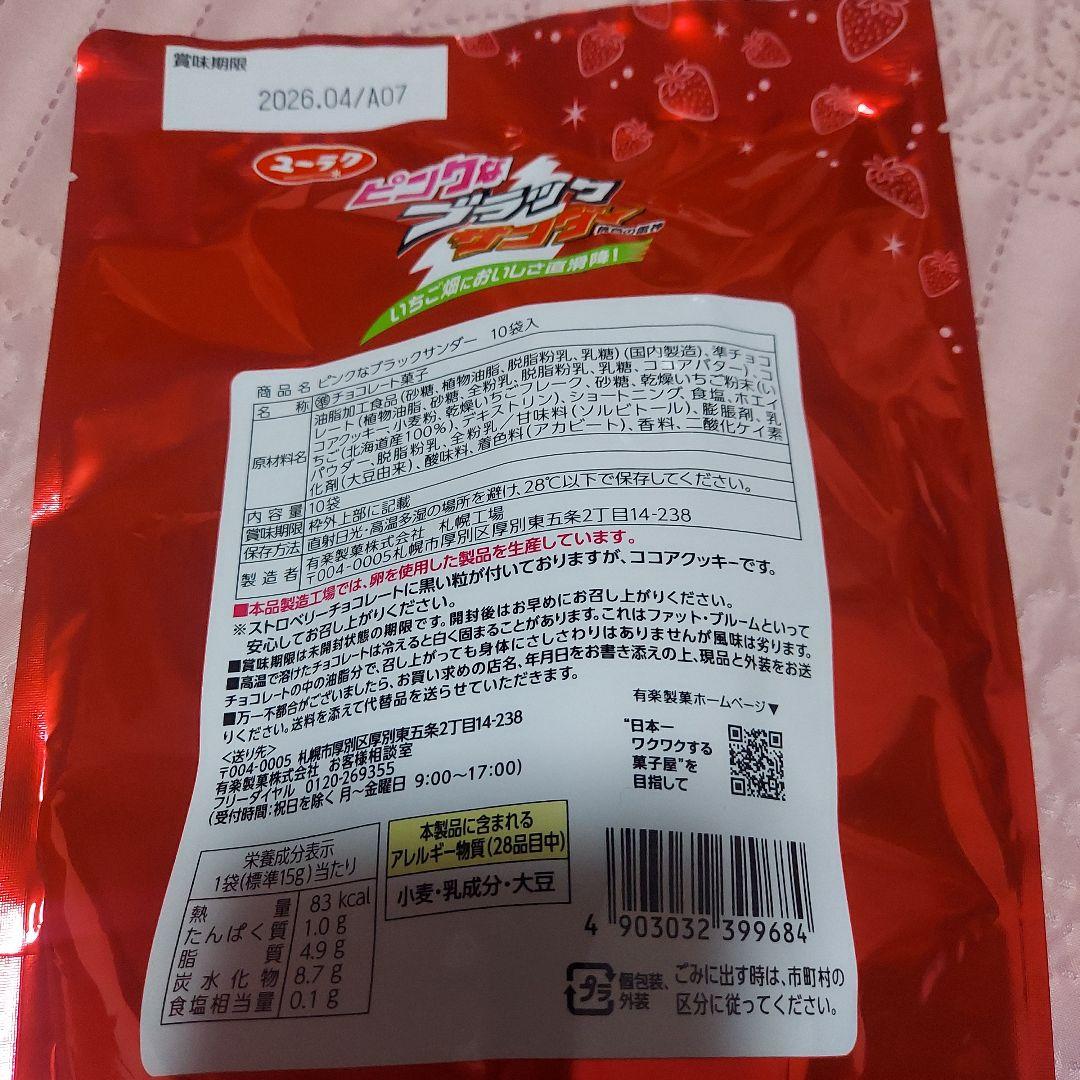 賞味期限
2026.04/A07
ユーラク
ピンクな
ブラック
サンダー
いちご畑においしさ直滑降!
商品名 ピンクなブラックサンダー 10袋入
名称 準チョコレート菓子
原材料名 油脂加工食品(砂糖、植物油脂、脱脂粉乳、乳糖)(国内製造)、準チョコ
レート(植物油脂、砂糖、全粉乳、脱脂粉乳、乳糖、ココアバター)、コ
コアクッキー、小麦粉、乾燥いちごフレーク、砂糖、乾燥いちご粉末(い
ちご(北海道産100%)、デキストリン)、ショートニング、食塩、ホエイ
パウダー、脱脂粉乳、全粉乳/甘味料(ソルビトール)、膨脹剤、乳
化剤(大豆由来)、酸味料、着色料(アカビート)、香料、二酸化ケイ素
内容量 10袋
賞味期限 枠外上部に記載
保存方法 直射日光・高温多湿の場所を避け、28℃以下で保存してください。
製造者 有楽製菓株式会社 札幌工場
〒004-0005札幌市厚別区厚別東五条2丁目14-238
■本品製造工場では、卵を使用した製品を生産しています。
※ストロベリーチョコレートに黒い粒が付いておりますが、ココアクッキーです。
安心してお召し上がりください。
■賞味期限は未開封状態の期限です。開封後はお早めにお召し上がりください。
■高温で溶けたチョコレートは冷えると白く固まることがあります。これはファット・ブルームといって
チョコレートの中の油脂分で、召し上がっても身体にさしさわりはありませんが風味は劣ります。
■万一不都合がございましたら、お買い求めの店名、年月日をお書き添えの上、現品と外装をお送
りください。送料を添えて代替品を送らせていただきます。
<送り先>
〒004-0005 札幌市厚別区厚別東五条2丁目14-238
有楽製菓株式会社 お客様相談室
フリーダイヤル 0120-269355
(受付時間:祝日を除く 月〜金曜日 9:00〜17:00)
有楽製菓ホームページ▼
“日本一
ワクワクする
菓子屋”を
目指して
栄養成分表示
1袋(標準15g)当たり
熱量 83 kcal
たんぱく質 1.0 g
脂質 4.9 g
炭水化物 8.7 g
食塩相当量 0.1 g
本製品に含まれる
アレルギー物質(28品目中)
小麦・乳成分・大豆
4 903032 399684
プラ
個包装、
外装
ごみに出す時は、市町村の
区分に従ってください。